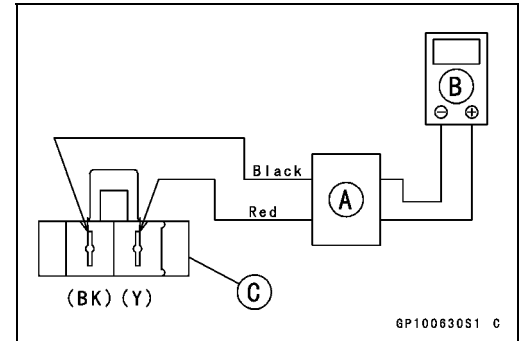 B
⊖ ⊕
Black
A
Red
(BK) (Y)
C
GP100630S1 C